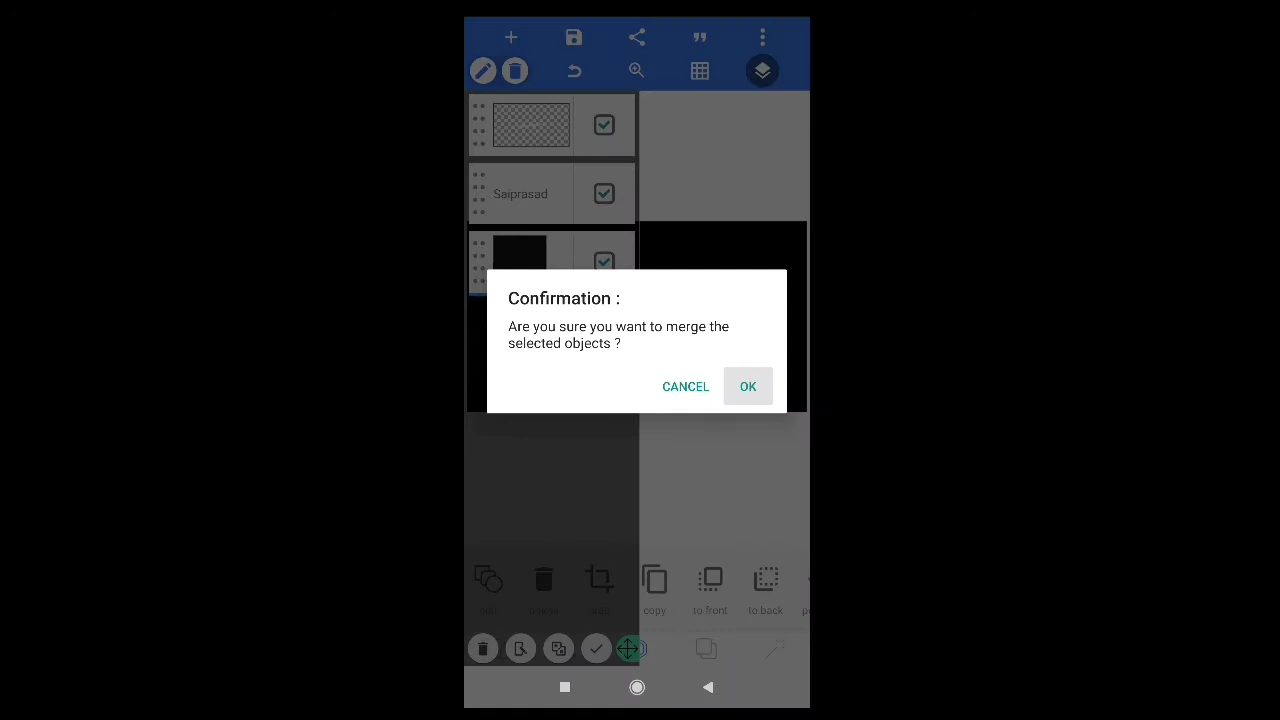 Saiprasad
Confirmation :
Are you sure you want to merge the
selected objects ?
CANCEL
OK
copy
to front
to back